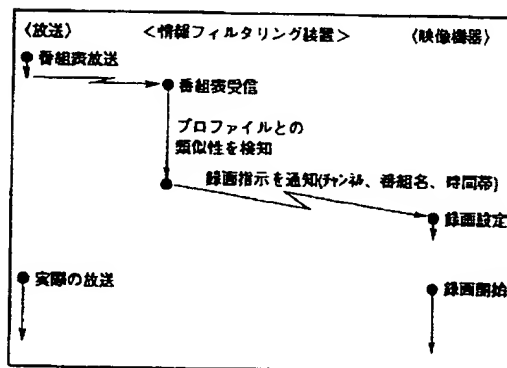 〈放送〉 <情報フィルタリング装置> 〈映像機器〉
番組表放送
番組表受信
プロファイルとの
類似性を検知
録画指示を通知(チャンネル、番組名、時間帯)
録画設定
実際の放送
録画開始